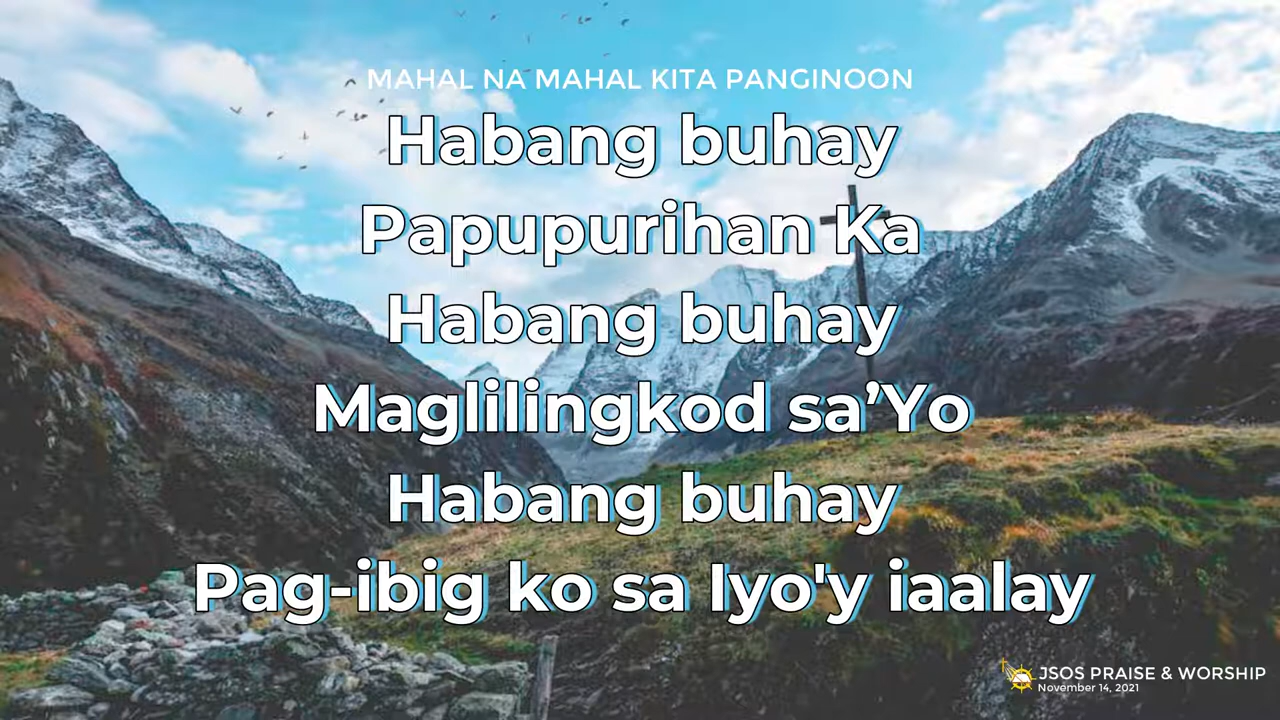 MAHAL NA MAHAL KITA PANGINOON
Habang buhay
Papupurihan Ka
Habang buhay
Maglilingkod sa’Yo
Habang buhay
Pag-ibig ko sa Iyo'y iaalay
JSOS PRAISE & WORSHIP
November 14, 2021